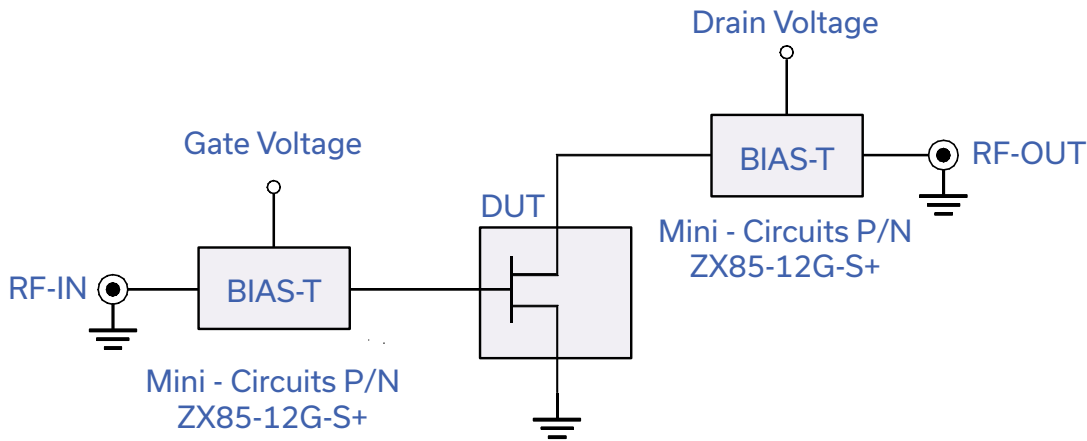 Drain Voltage
BIAS-T
RF-OUT
Mini - Circuits P/N
ZX85-12G-S+
Gate Voltage
DUT
RF-IN
BIAS-T
Mini - Circuits P/N
ZX85-12G-S+